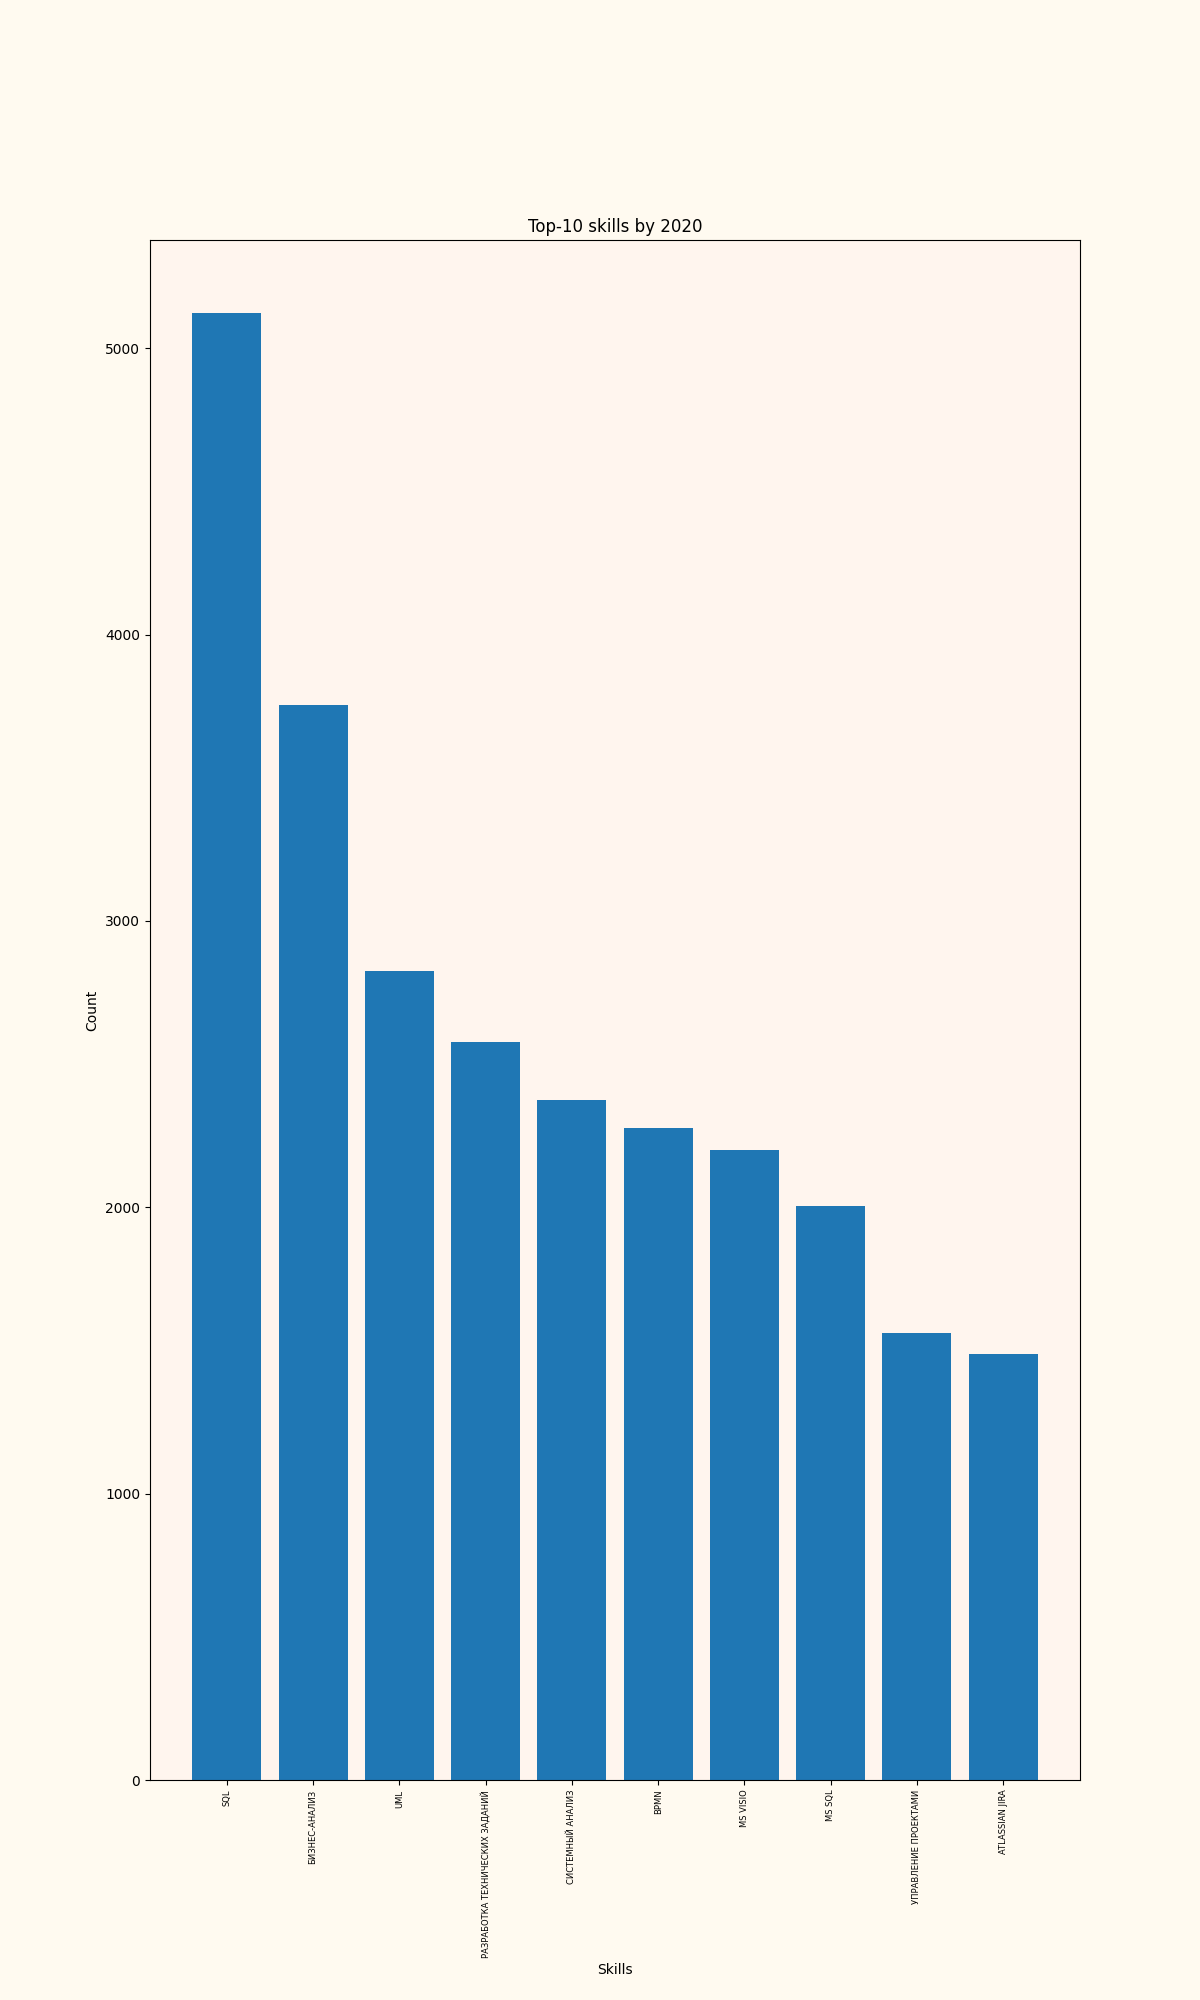 Top-10 skills by 2020
5000
4000
3000
2000
1000
0
Count
SQL
БИЗНЕС-АНАЛИЗ
UML
РАЗРАБОТКА ТЕХНИЧЕСКИХ ЗАДАНИЙ
СИСТЕМНЫЙ АНАЛИЗ
BPMN
MS VISIO
MS SQL
УПРАВЛЕНИЕ ПРОЕКТАМИ
ATLASSIAN JIRA
Skills